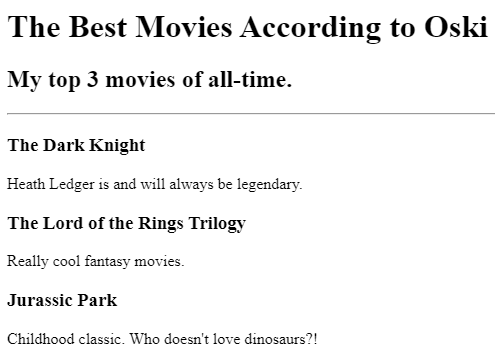 The Best Movies According to Oski
My top 3 movies of all-time.
The Dark Knight
Heath Ledger is and will always be legendary.
The Lord of the Rings Trilogy
Really cool fantasy movies.
Jurassic Park
Childhood classic. Who doesn't love dinosaurs?!